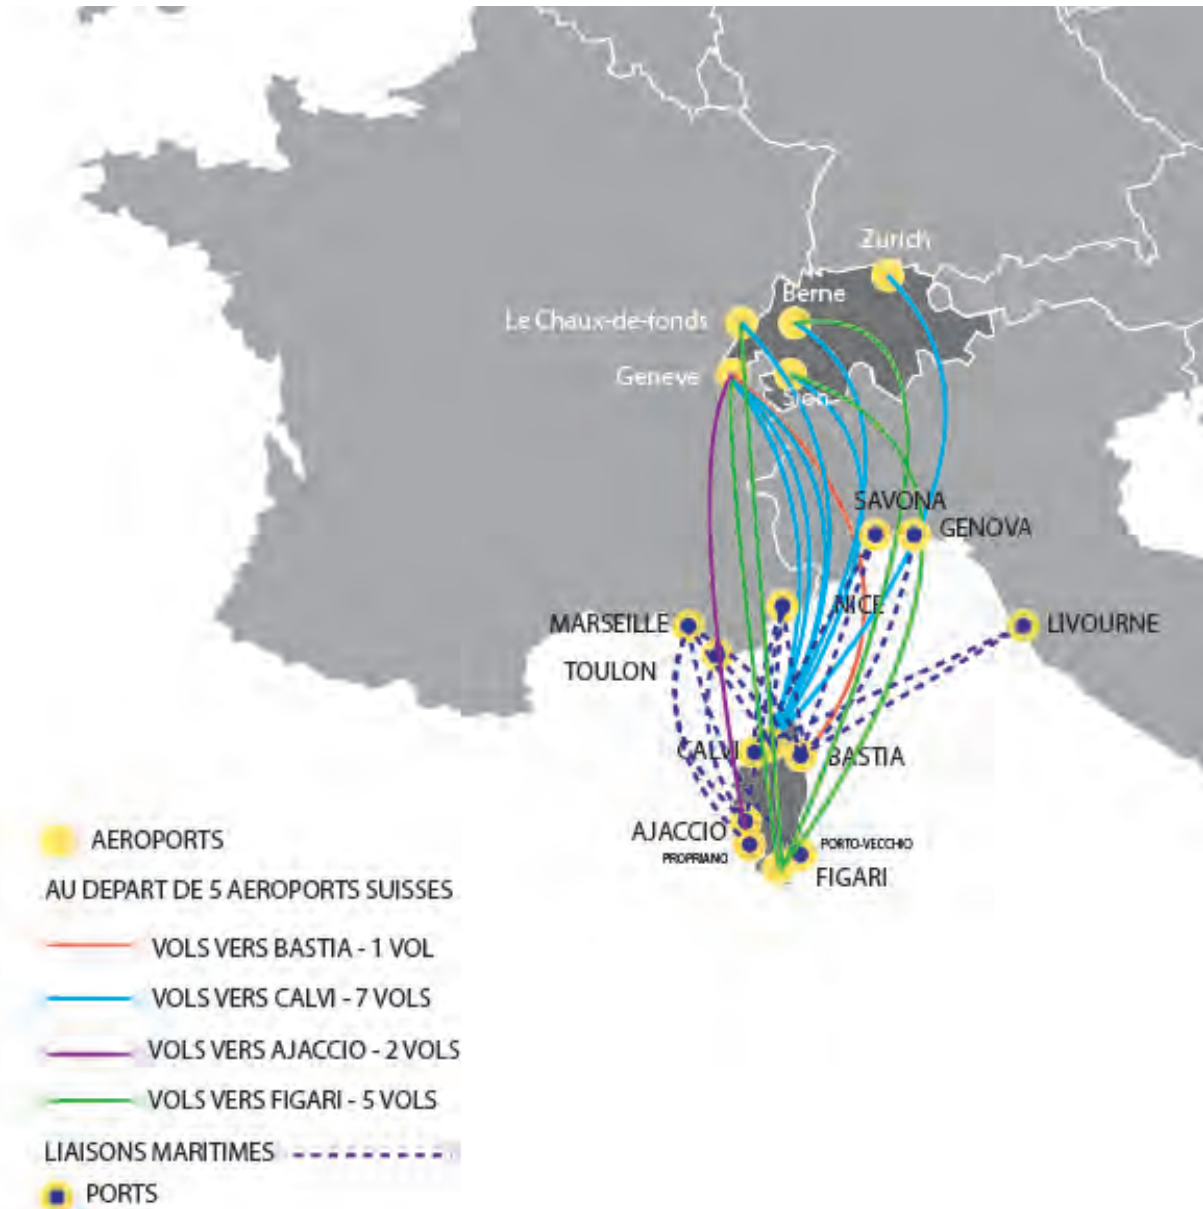 Zurich
Berne
Le Chaux-de-fonds
Geneve
Sion
SAVONA
GENOVA
NICE
MARSEILLE
LIVOURNE
TOULON
CALVI
BASTIA
AJACCIO
PORTO-VECCHIO
PROPRIANO
FIGARI
AEROPORTS
AU DEPART DE 5 AEROPORTS SUISSES
VOLS VERS BASTIA - 1 VOL
VOLS VERS CALVI - 7 VOLS
VOLS VERS AJACCIO - 2 VOLS
VOLS VERS FIGARI - 5 VOLS
LIAISONS MARITIMES
PORTS